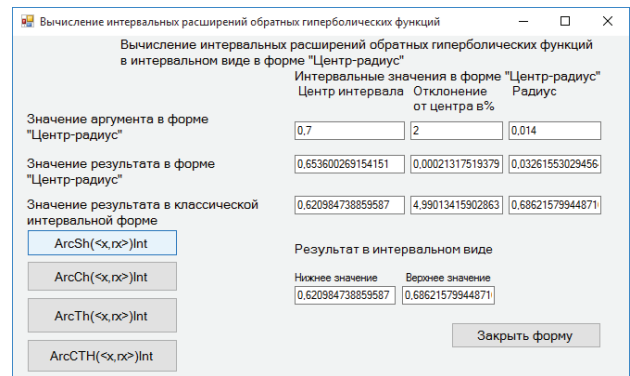 Вычисление интервальных расширений обратных гиперболических функций
Вычисление интервальных расширений обратных гиперболических функций
в интервальном виде в форме "Центр-радиус"
Интервальные значения в форме "Центр-радиус"
Центр интервала Отклонение от центра в% Радиус
Значение аргумента в форме
"Центр-радиус"
0,7 2 0,014
Значение результата в форме
"Центр-радиус"
0,653600269154151 0,00021317519379 0,03261553029456
Значение результата в классической
интервальной форме
0,620984738859587 4,99013415902863 0,68621579944871
ArcSh(<x,rx>)Int
ArcCh(<x,rx>)Int
ArcTh(<x,rx>)Int
ArcCTH(<x,rx>)Int
Результат в интервальном виде
Нижнее значение Верхнее значение
0,620984738859587 0,68621579944871
Закрыть форму